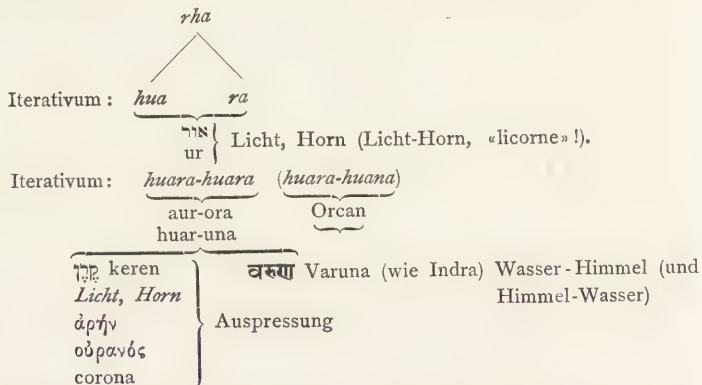 rha
Iterativum : hua ra
אור
ur
Licht, Horn (Licht-Horn, «licorne» !).
Iterativum: huara-huara (huara-huana)
aur-ora Orcan
huar-una
קֶרֶן keren वरुण Varuna (wie Indra) Wasser-Himmel (und
Licht, Horn Himmel-Wasser)
ἀρήν Auspressung
οὐρανός
corona